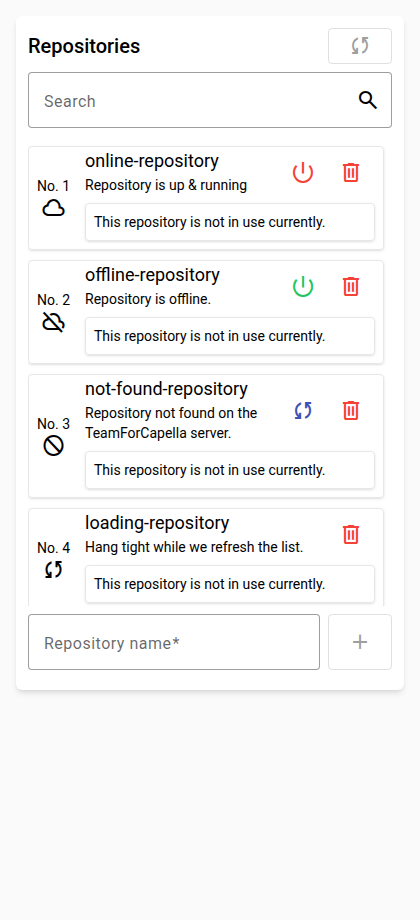 Repositories
Search
No. 1
online-repository
Repository is up & running
This repository is not in use currently.
No. 2
offline-repository
Repository is offline.
This repository is not in use currently.
No. 3
not-found-repository
Repository not found on the
TeamForCapella server.
This repository is not in use currently.
No. 4
loading-repository
Hang tight while we refresh the list.
This repository is not in use currently.
Repository name*